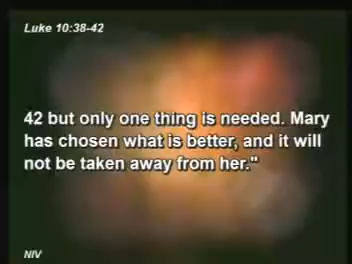 Luke 10:38-42
42 but only one thing is needed. Mary
has chosen what is better, and it will
not be taken away from her."
NIV